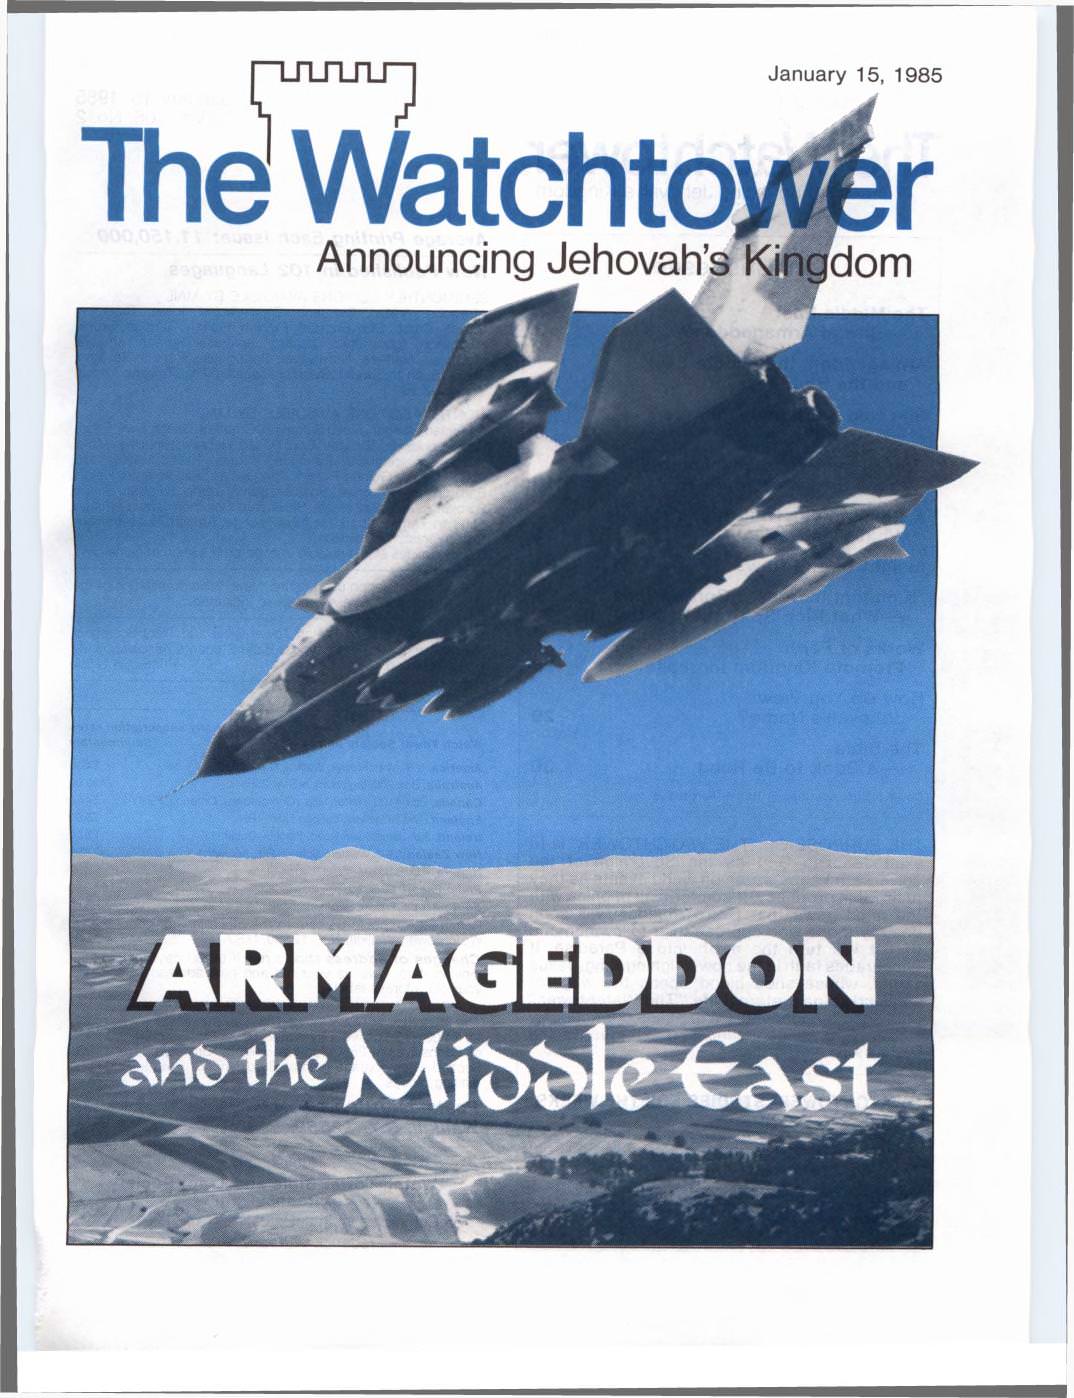 January 15, 1985
The Watchtower
Announcing Jehovah's Kingdom
ARMAGEDDON
and the Middle East